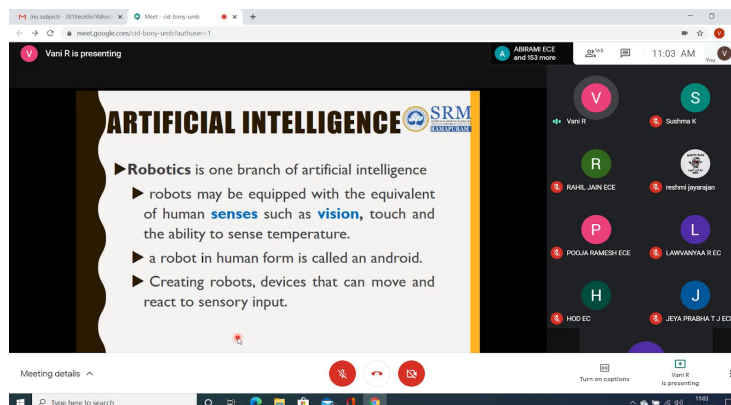 (no subject) - 2018ece0674@svc
Meet - cid-bony-umb
meet.google.com/cid-bony-umb?authuser=1
V
V Vani R is presenting
A ABIRAMI ECE
and 153 more
11:03 AM
You
V
ARTIFICIAL INTELLIGENCE
SRM
RAMAPURAM
Robotics is one branch of artificial intelligence
robots may be equipped with the equivalent
of human senses such as vision, touch and
the ability to sense temperature.
a robot in human form is called an android.
Creating robots, devices that can move and
react to sensory input.
V
Vani R
S
Sushma K
R
RAHIL JAIN ECE
reshmi jayarajan
P
POOJA RAMESH ECE
L
LAWVANYAA R EC
H
HOD EC
J
JEYA PRABHA T J ECE
Meeting details
Turn on captions
Vani R
is presenting
Type here to search
11:03